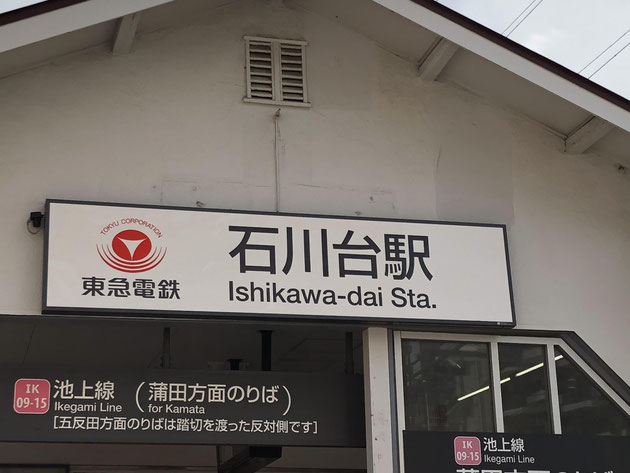 TOKYU CORPORATION
東急電鉄
石川台駅
Ishikawa-dai Sta.
IK
09-15
池上線
Ikegami Line
(蒲田方面のりば)
for Kamata
[五反田方面のりばは踏切を渡った反対側です]
IK
09-15
池上線
Ikegami Line